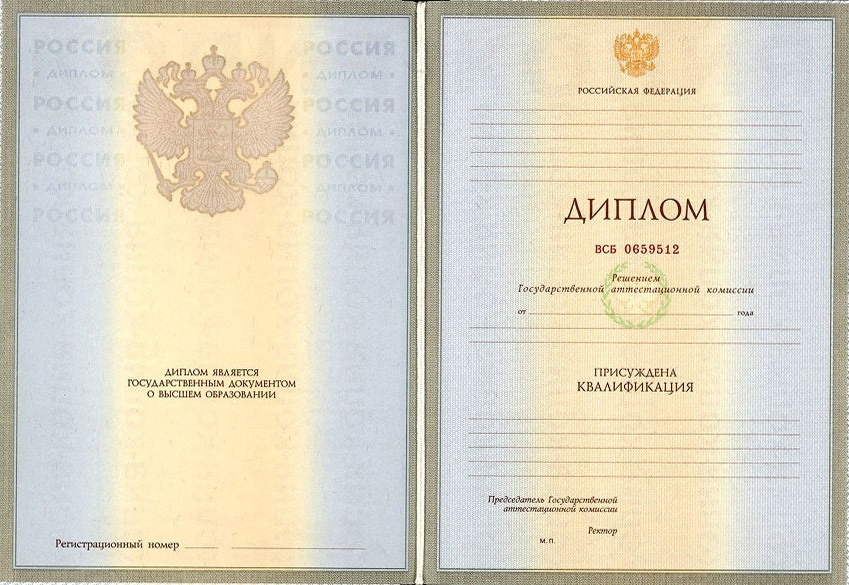 РОССИЯ РОССИЯ
• ДИПЛОМ • • ДИПЛОМ •
РОССИЯ РОССИЯ
• ДИПЛОМ • • ДИПЛОМ •
РОССИЯ РОССИЯ
• ДИПЛОМ • • ДИПЛОМ •
РОССИЯ РОССИЯ
ДИПЛОМ ЯВЛЯЕТСЯ
ГОСУДАРСТВЕННЫМ ДОКУМЕНТОМ
О ВЫСШЕМ ОБРАЗОВАНИИ
Регистрационный номер
РОССИЙСКАЯ ФЕДЕРАЦИЯ
ДИПЛОМ
ВСБ 0659512
Решением
Государственной аттестационной комиссии
от года
ПРИСУЖДЕНА
КВАЛИФИКАЦИЯ
Председатель Государственной
аттестационной комиссии
Ректор
М. П.